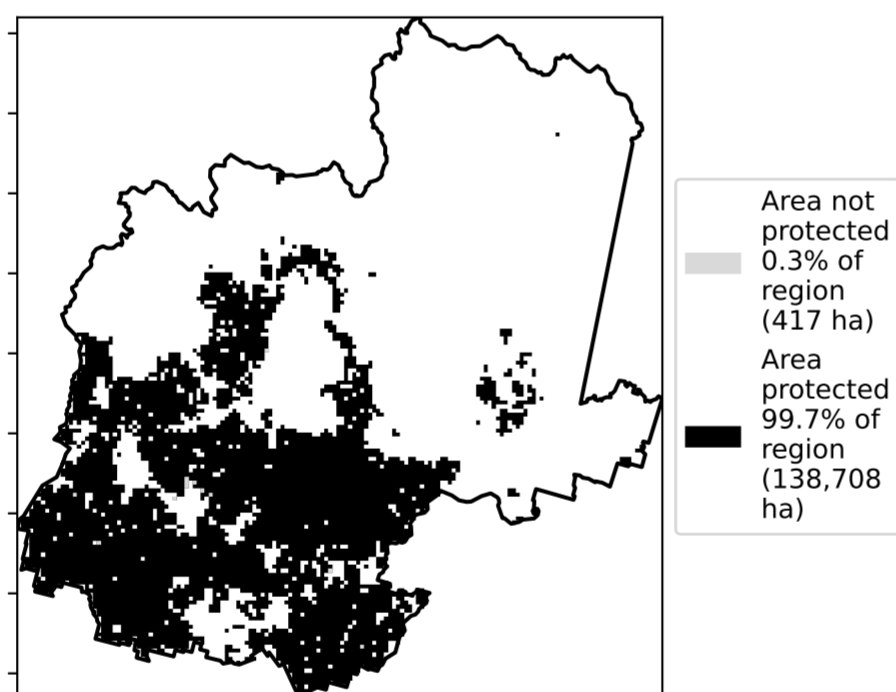 Area not
protected
0.3% of
region
(417 ha)
Area
protected
99.7% of
region
(138,708
ha)